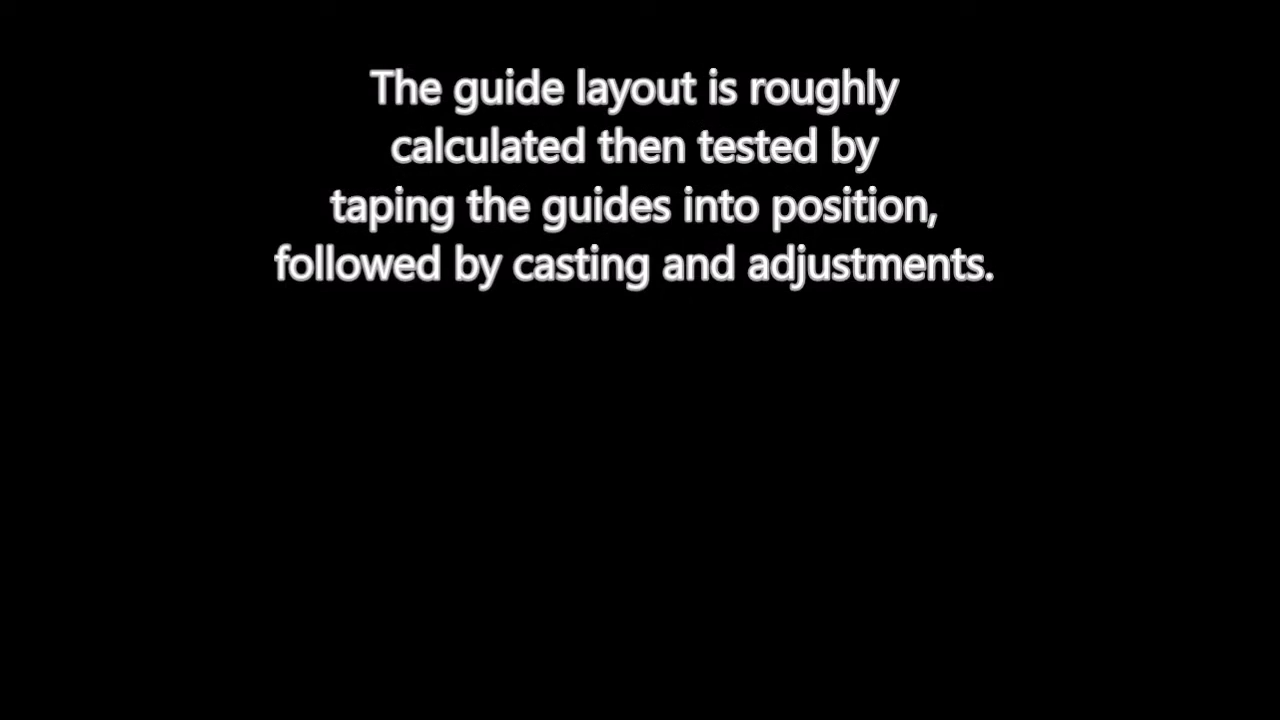 The guide layout is roughly
calculated then tested by
taping the guides into position,
followed by casting and adjustments.